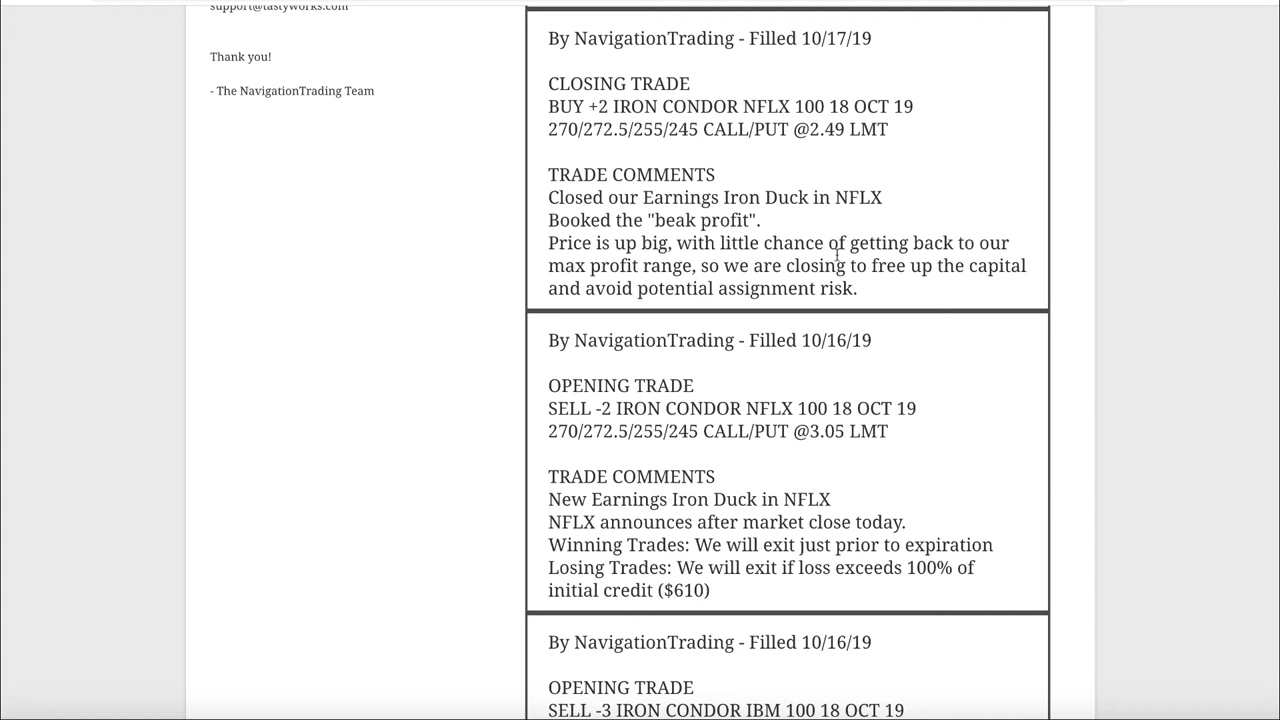 support@tastyworks.com
Thank you!
- The NavigationTrading Team
By NavigationTrading - Filled 10/17/19
CLOSING TRADE
BUY +2 IRON CONDOR NFLX 100 18 OCT 19
270/272.5/255/245 CALL/PUT @2.49 LMT
TRADE COMMENTS
Closed our Earnings Iron Duck in NFLX
Booked the "beak profit".
Price is up big, with little chance of getting back to our
max profit range, so we are closing to free up the capital
and avoid potential assignment risk.
By NavigationTrading - Filled 10/16/19
OPENING TRADE
SELL -2 IRON CONDOR NFLX 100 18 OCT 19
270/272.5/255/245 CALL/PUT @3.05 LMT
TRADE COMMENTS
New Earnings Iron Duck in NFLX
NFLX announces after market close today.
Winning Trades: We will exit just prior to expiration
Losing Trades: We will exit if loss exceeds 100% of
initial credit ($610)
By NavigationTrading - Filled 10/16/19
OPENING TRADE
SELL -3 IRON CONDOR IBM 100 18 OCT 19